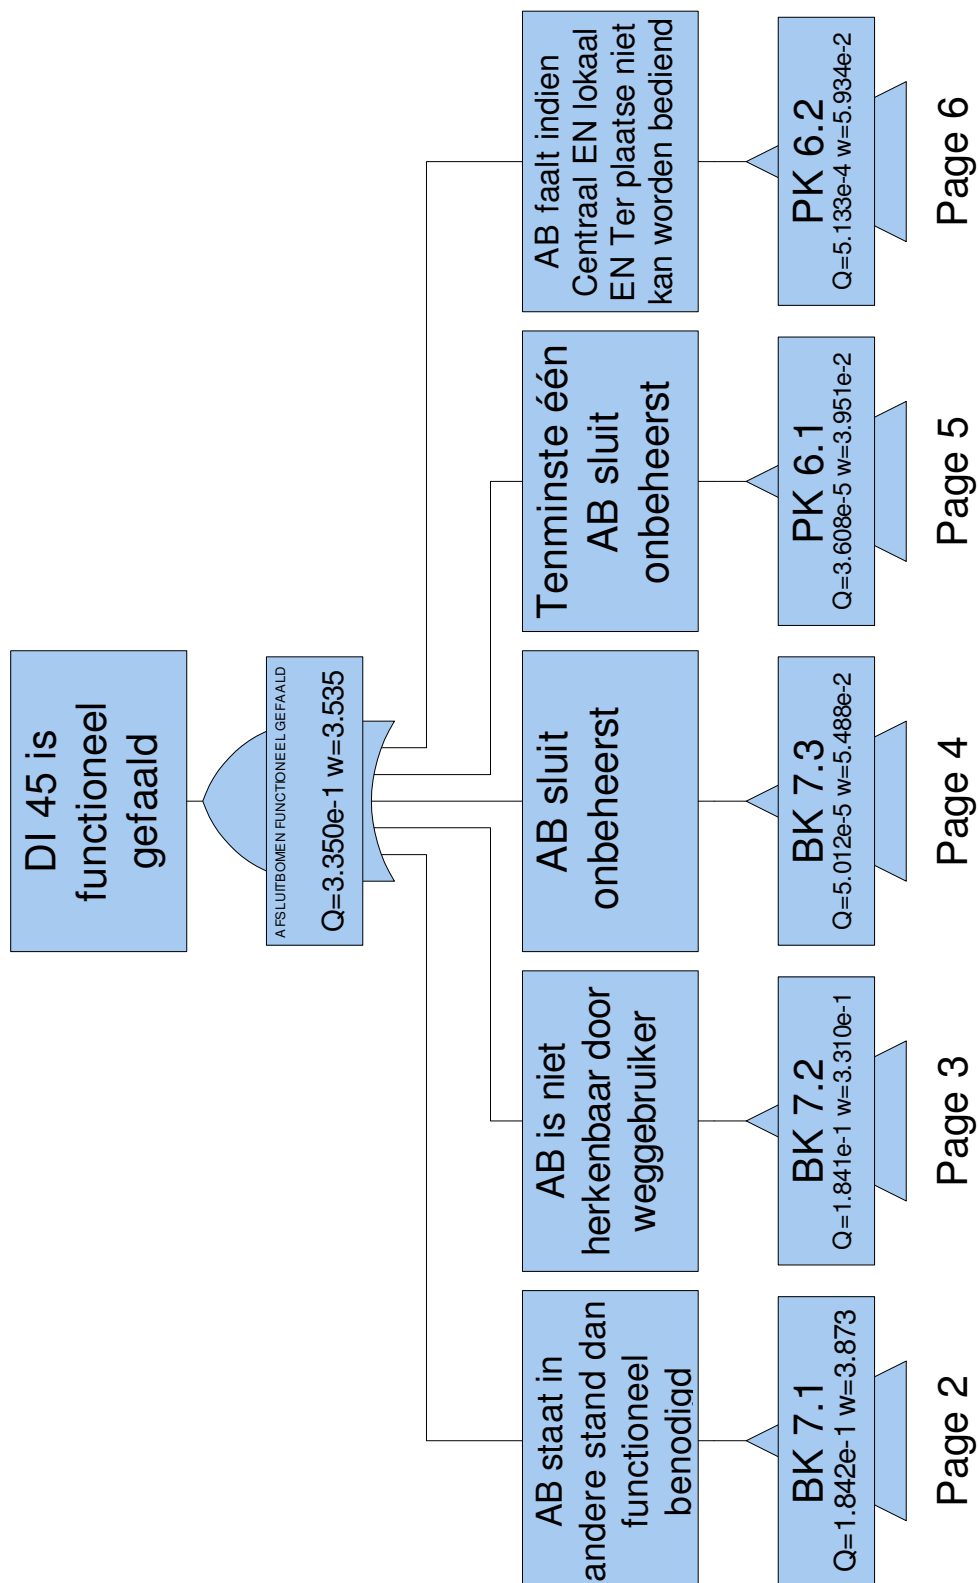 DI 45 is
functioneel
gefaald
AFSLUITBOMEN FUNCTIONEEL GEFAALD
Q=3.350e-1 w=3.535
AB staat in
andere stand dan
functioneel
benodigd
BK 7.1
Q=1.842e-1 w=3.873
Page 2
AB is niet
herkenbaar door
weggebruiker
BK 7.2
Q=1.841e-1 w=3.310e-1
Page 3
AB sluit
onbeheerst
BK 7.3
Q=5.012e-5 w=5.488e-2
Page 4
Tenminste één
AB sluit
onbeheerst
PK 6.1
Q=3.608e-5 w=3.951e-2
Page 5
AB faalt indien
Centraal EN lokaal
EN Ter plaatse niet
kan worden bediend
PK 6.2
Q=5.133e-4 w=5.934e-2
Page 6